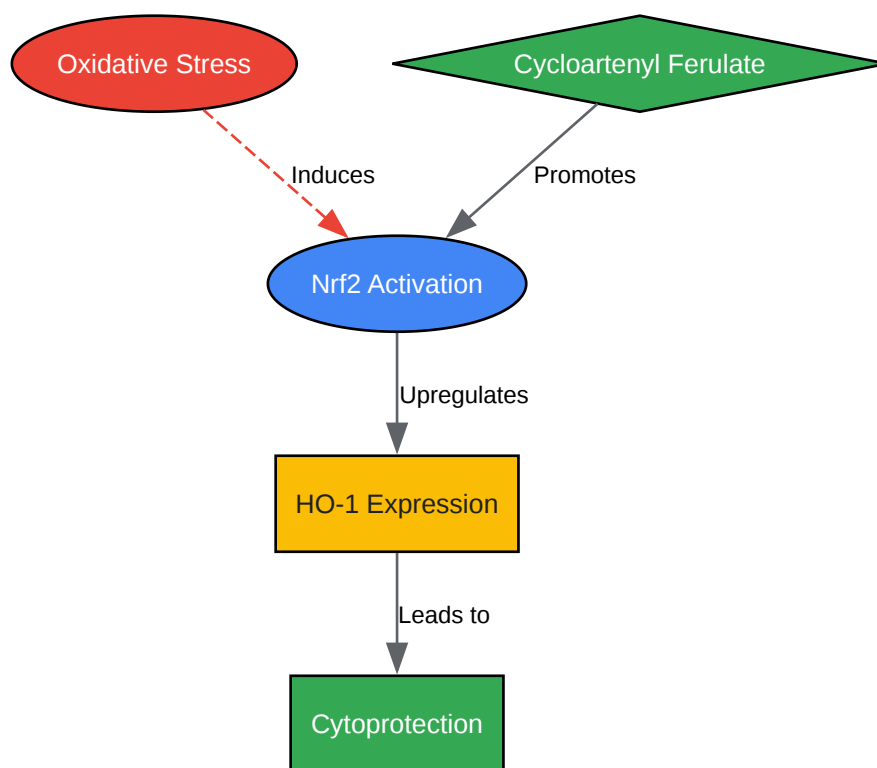 Oxidative Stress
Cycloartenyl Ferulate
Induces
Promotes
Nrf2 Activation
Upregulates
HO-1 Expression
Leads to
Cytoprotection